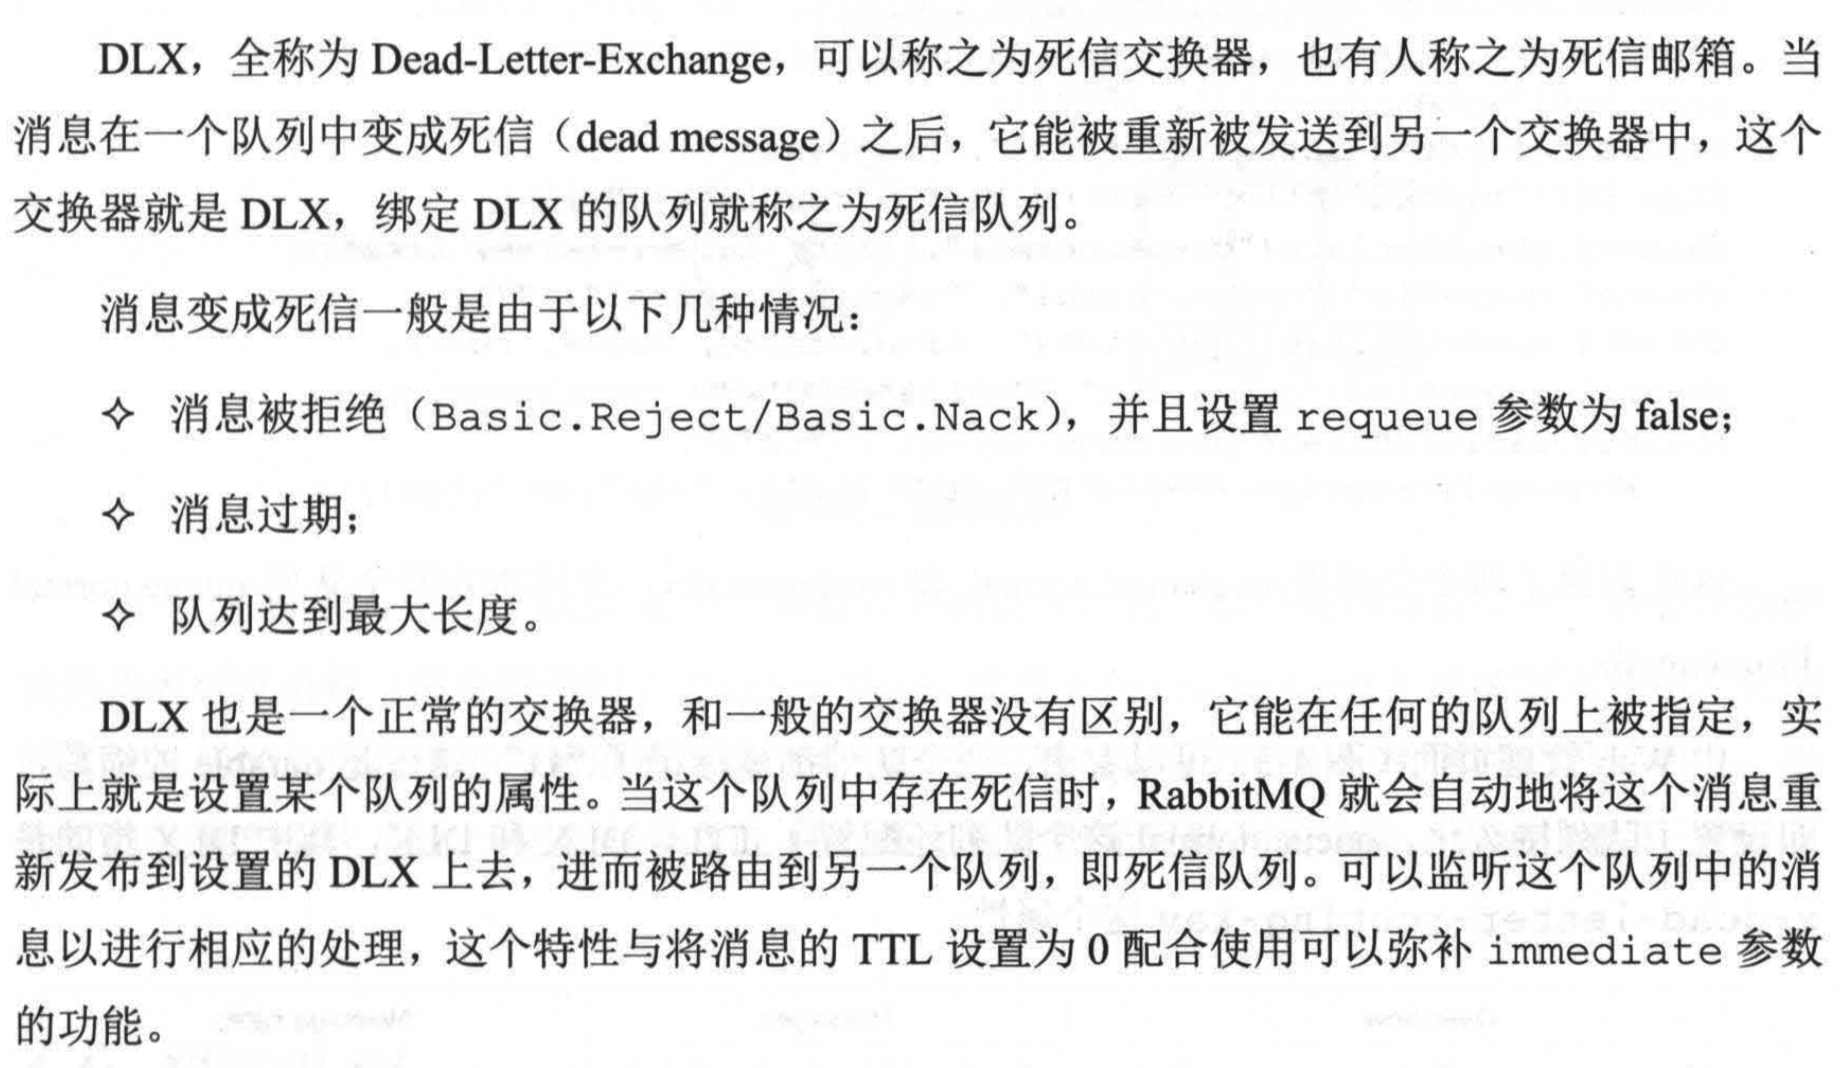 DLX，全称为 Dead-Letter-Exchange，可以称之为死信交换器，也有人称之为死信邮箱。当
消息在一个队列中变成死信（dead message）之后，它能被重新被发送到另一个交换器中，这个
交换器就是 DLX，绑定 DLX 的队列就称之为死信队列。
消息变成死信一般是由于以下几种情况：
✧ 消息被拒绝（Basic.Reject/Basic.Nack），并且设置 requeue 参数为 false；
✧ 消息过期；
✧ 队列达到最大长度。
DLX 也是一个正常的交换器，和一般的交换器没有区别，它能在任何的队列上被指定，实
际上就是设置某个队列的属性。当这个队列中存在死信时，RabbitMQ 就会自动地将这个消息重
新发布到设置的 DLX 上去，进而被路由到另一个队列，即死信队列。可以监听这个队列中的消
息以进行相应的处理，这个特性与将消息的 TTL 设置为 0 配合使用可以弥补 immediate 参数
的功能。